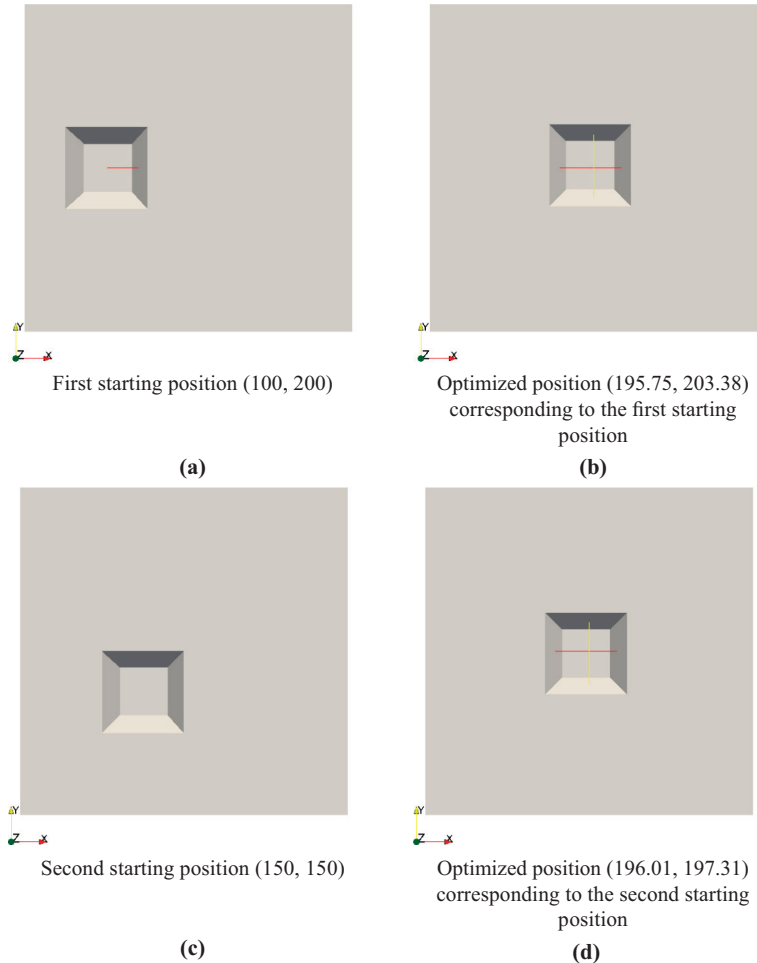 Y
Z
X
First starting position (100, 200)
(a)
Y
Z
X
Optimized position (195.75, 203.38)
corresponding to the first starting
position
(b)
Y
Z
X
Second starting position (150, 150)
(c)
Y
Z
X
Optimized position (196.01, 197.31)
corresponding to the second starting
position
(d)